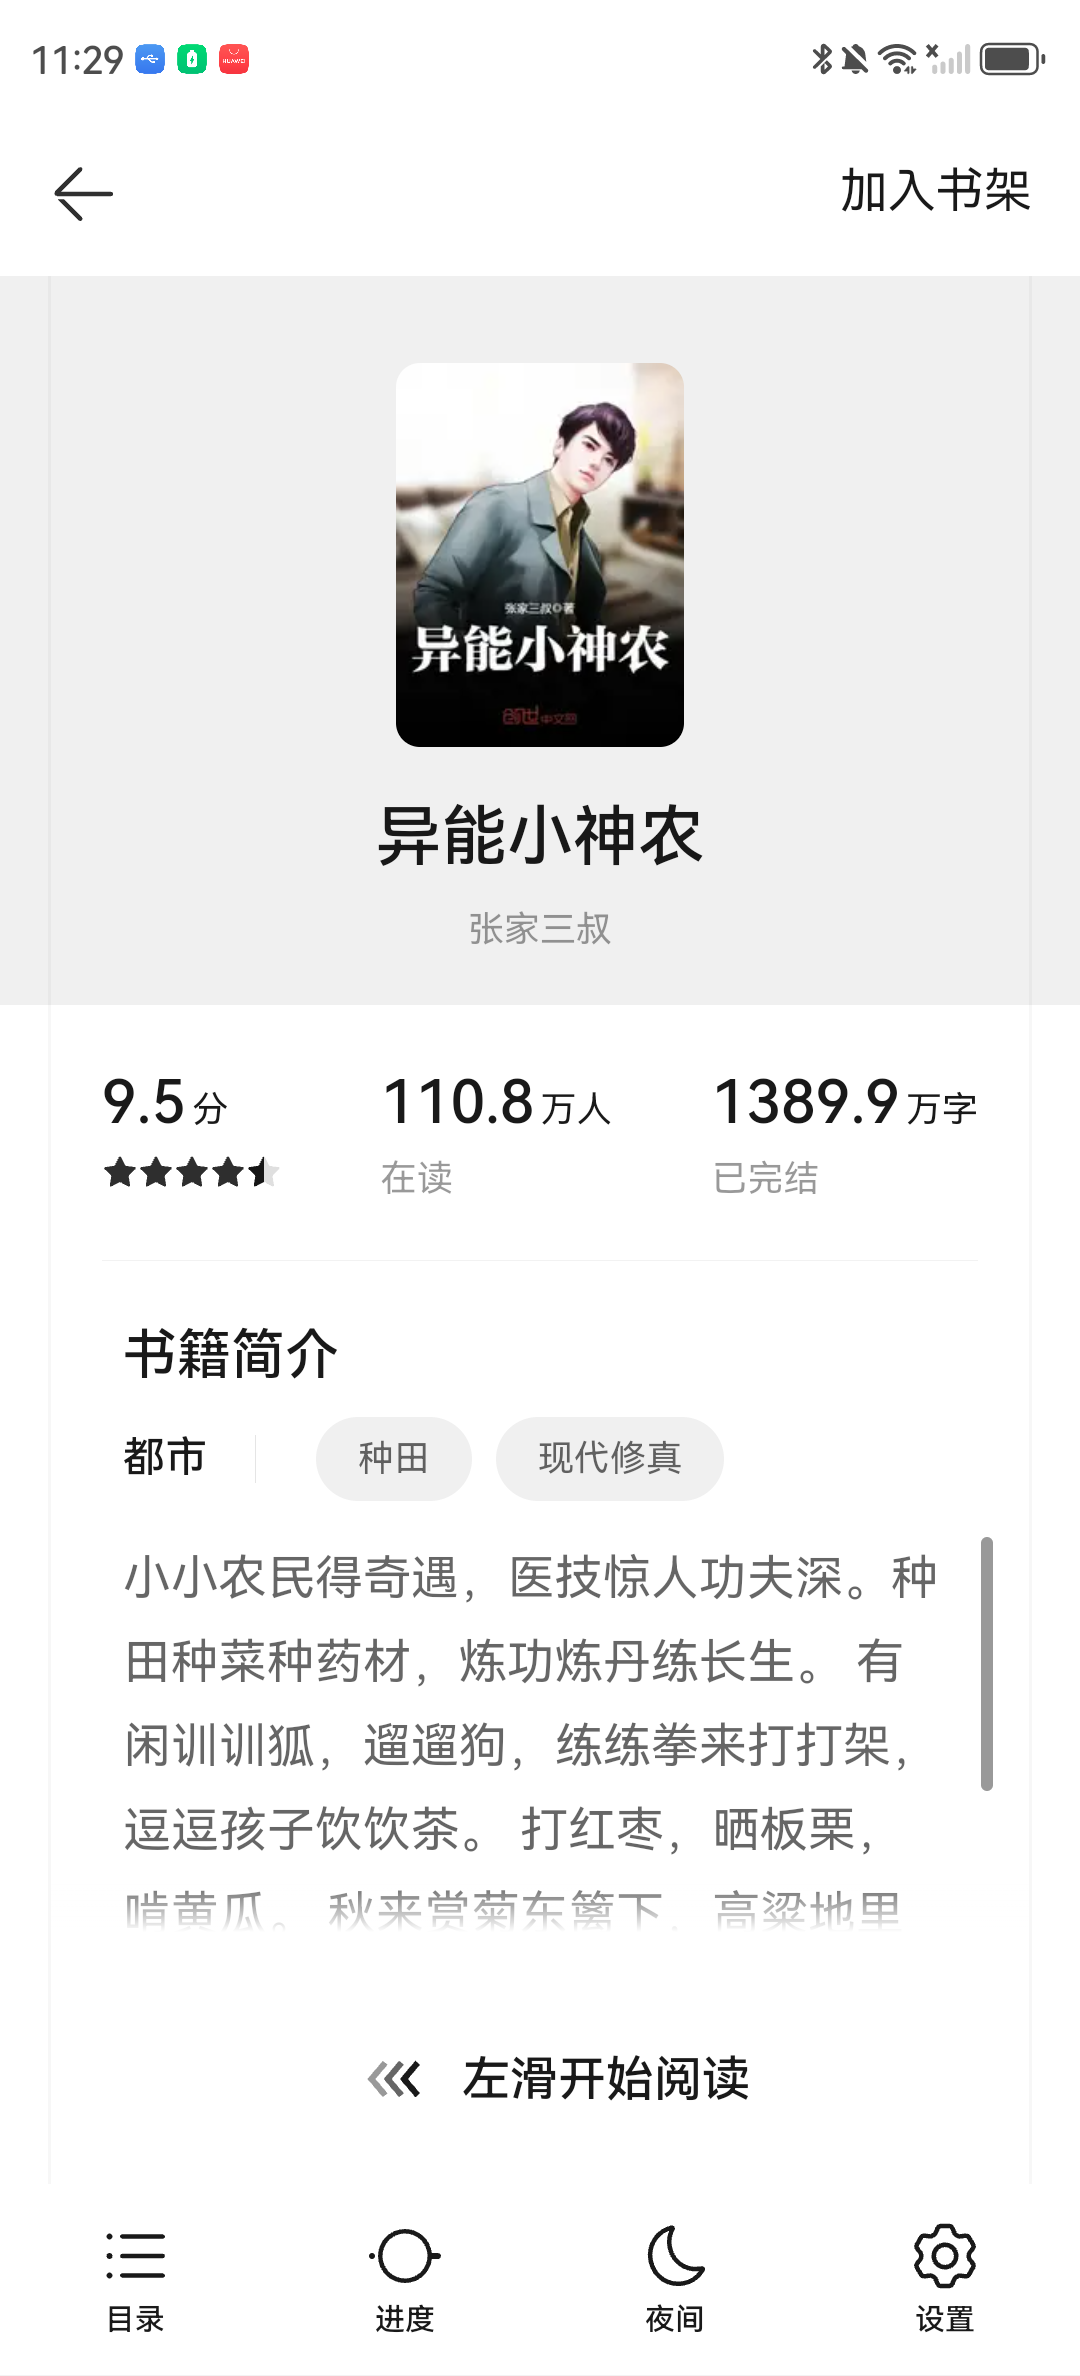 11:29
HUAWEI
加入书架
张家三叔◎著
异能小神农
创世中文网
异能小神农
张家三叔
9.5分
110.8万人
1389.9万字
在读
已完结
书籍简介
都市
种田
现代修真
小小农民得奇遇，医技惊人功夫深。种
田种菜种药材，炼功炼丹练长生。 有
闲训训狐，遛遛狗，练练拳来打打架，
逗逗孩子饮饮茶。 打红枣，晒板栗，
啃黄瓜。 秋来赏菊东篱下，高粱地里
左滑开始阅读
目录
进度
夜间
设置